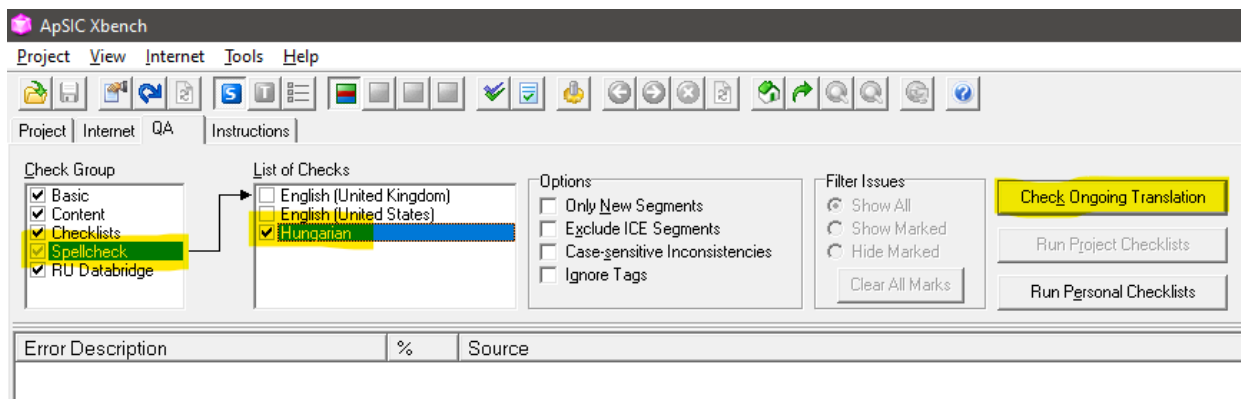 ApSIC Xbench
Project View Internet Tools Help
S T
Project Internet QA Instructions
Check Group
Basic
Content
Checklists
Spellcheck
RU Databridge
List of Checks
English (United Kingdom)
English (United States)
Hungarian
Options
Only New Segments
Exclude ICE Segments
Case-sensitive Inconsistencies
Ignore Tags
Filter Issues
Show All
Show Marked
Hide Marked
Clear All Marks
Check Ongoing Translation
Run Project Checklists
Run Personal Checklists
Error Description % Source